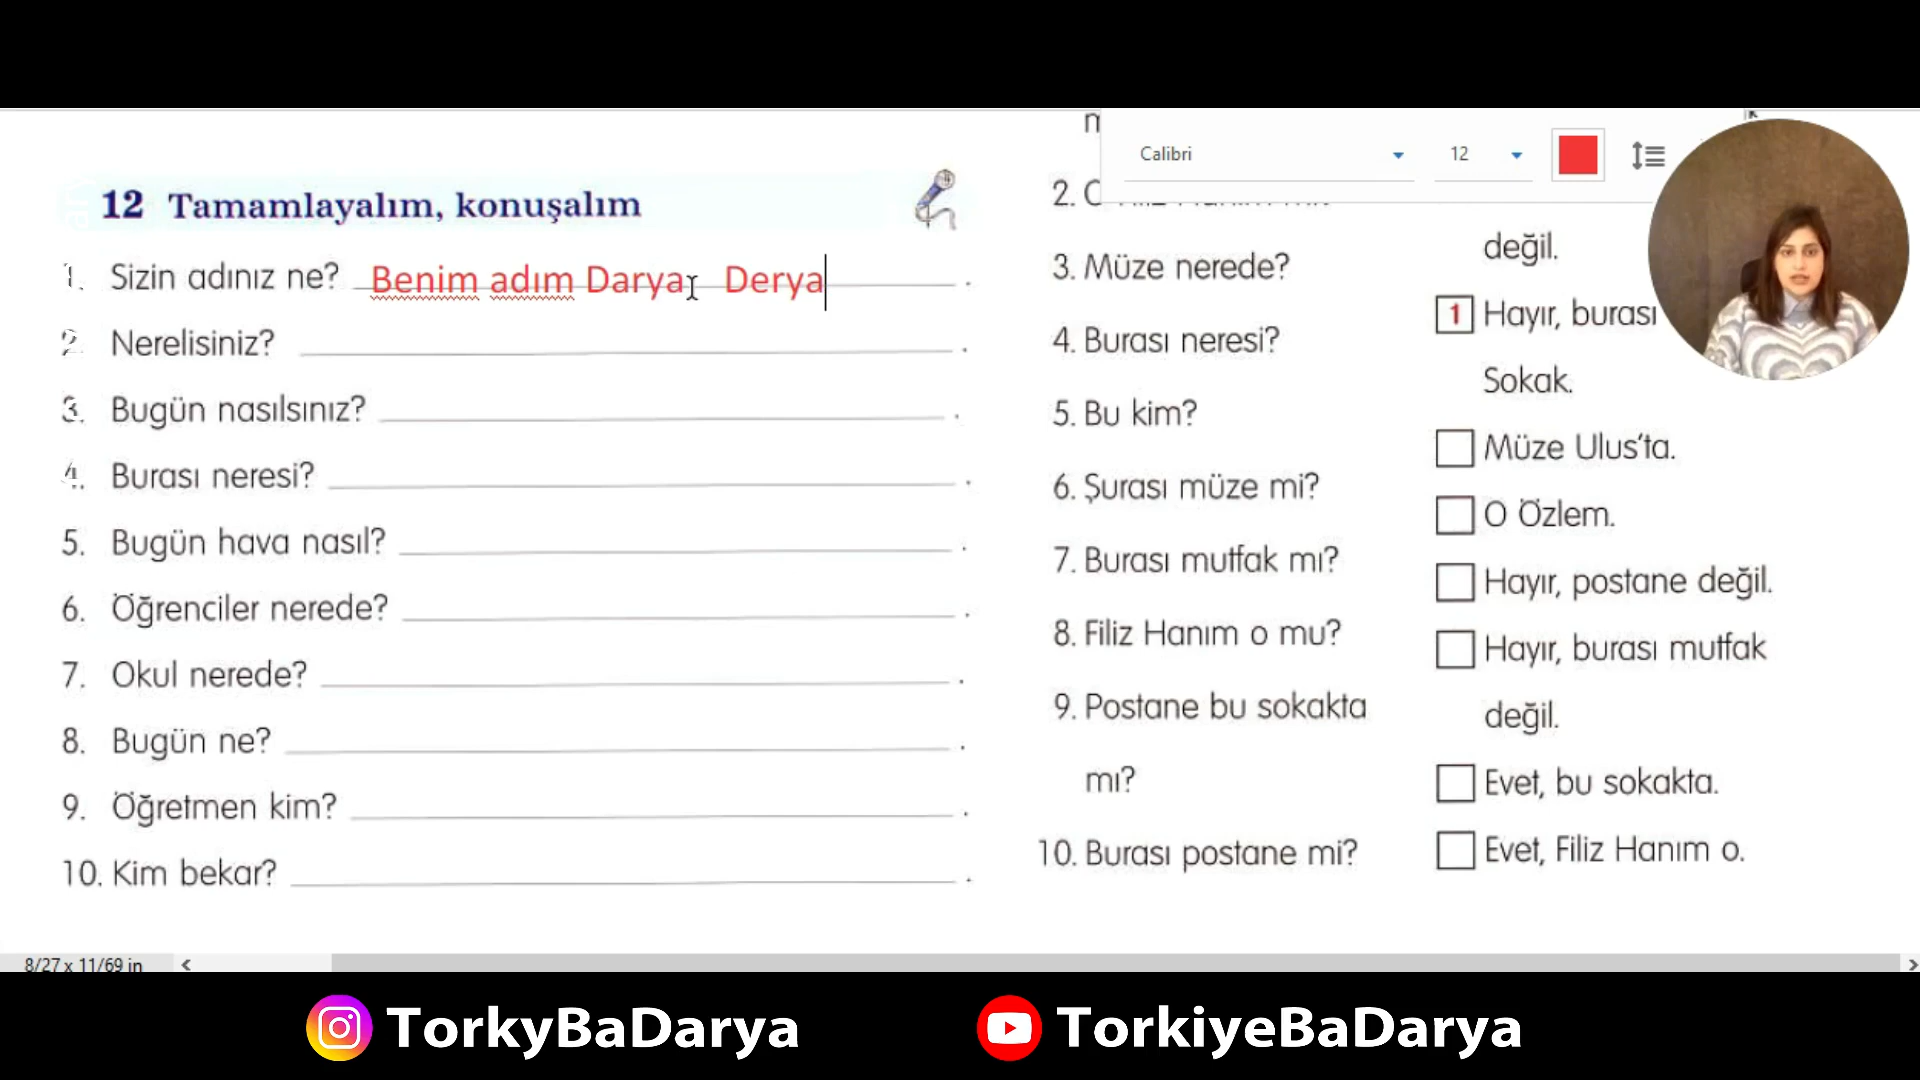 Calibri
12
12 Tamamlayalım, konuşalım
1. Sizin adınız ne? Benim adım Darya Derya .
2. Nerelisiniz? .
3. Bugün nasılsınız? .
4. Burası neresi? .
5. Bugün hava nasıl? .
6. Öğrenciler nerede? .
7. Okul nerede? .
8. Bugün ne? .
9. Öğretmen kim? .
10. Kim bekar? .
2.
3. Müze nerede?
4. Burası neresi?
5. Bu kim?
6. Şurası müze mi?
7. Burası mutfak mı?
8. Filiz Hanım o mu?
9. Postane bu sokakta
mı?
10. Burası postane mi?
değil.
1 Hayır, burası
Sokak.
Müze Ulus'ta.
O Özlem.
Hayır, postane değil.
Hayır, burası mutfak
değil.
Evet, bu sokakta.
Evet, Filiz Hanım o.
8/27 x 11/69 in
TorkyBaDarya
TorkiyeBaDarya